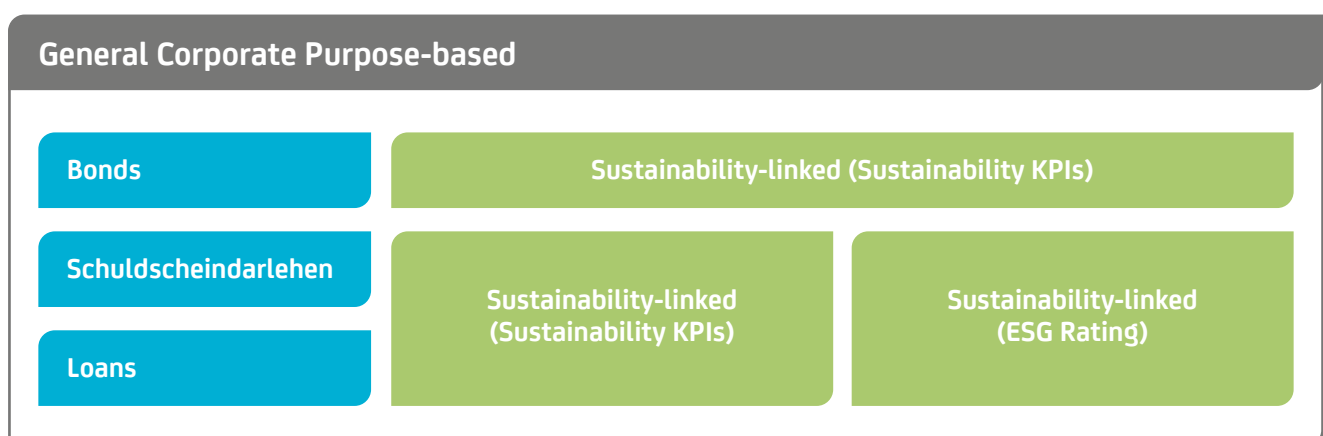 General Corporate Purpose-based
Bonds
Sustainability-linked (Sustainability KPIs)
Schuldscheindarlehen
Loans
Sustainability-linked
(Sustainability KPIs)
Sustainability-linked
(ESG Rating)